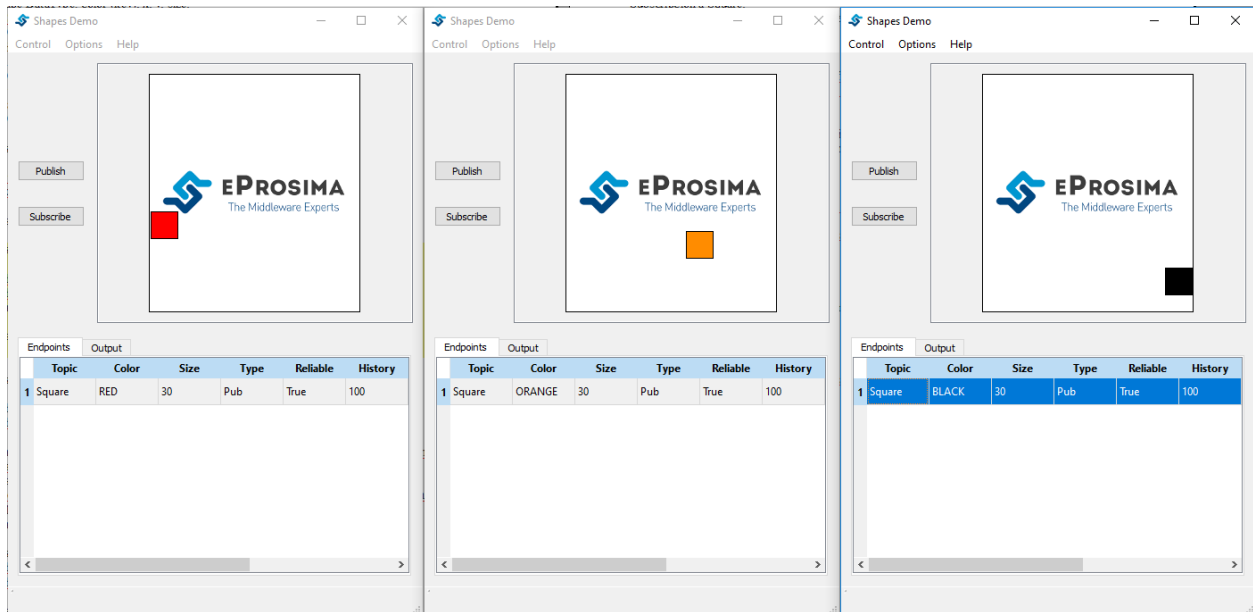 Shapes Demo
Control Options Help
Publish
Subscribe
EPROSIMA
The Middleware Experts
Endpoints Output
Topic Color Size Type Reliable History
1 Square RED 30 Pub True 100
Shapes Demo
Control Options Help
Publish
Subscribe
EPROSIMA
The Middleware Experts
Endpoints Output
Topic Color Size Type Reliable History
1 Square ORANGE 30 Pub True 100
Shapes Demo
Control Options Help
Publish
Subscribe
EPROSIMA
The Middleware Experts
Endpoints Output
Topic Color Size Type Reliable History
1 Square BLACK 30 Pub True 100